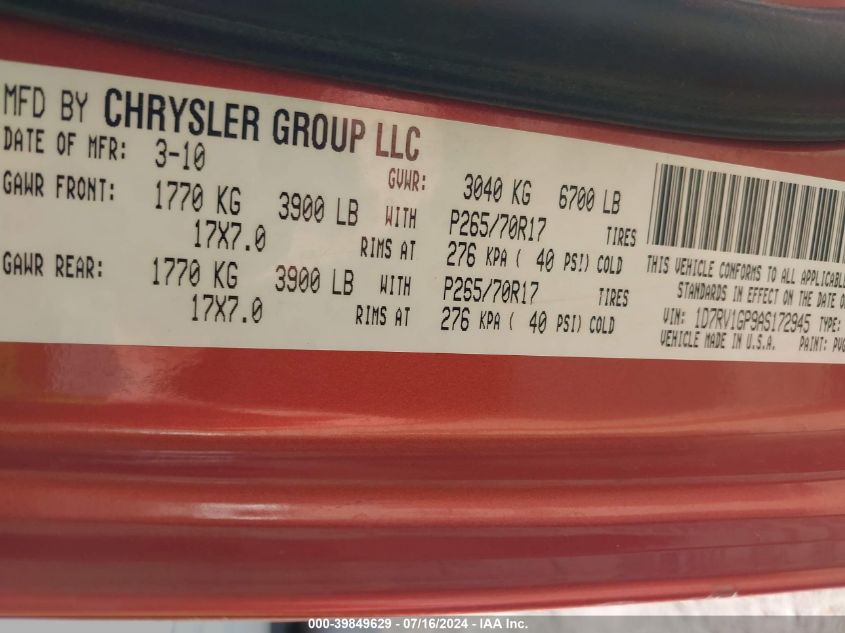 MFD BY CHRYSLER GROUP LLC
DATE OF MFR: 3-10 GVWR: 3040 KG 6700 LB
GAWR FRONT: 1770 KG 3900 LB WITH P265/70R17 TIRES
17X7.0 RIMS AT 276 KPA ( 40 PSI) COLD
GAWR REAR: 1770 KG 3900 LB WITH P265/70R17 TIRES
17X7.0 RIMS AT 276 KPA ( 40 PSI) COLD
THIS VEHICLE CONFORMS TO ALL APPLICABLE
STANDARDS IN EFFECT ON THE DATE O
VIN: 1D7RV1GP9AS172945 TYPE:
VEHICLE MADE IN U.S.A. PAINT:
000-39849629 - 07/16/2024 - IAA Inc.